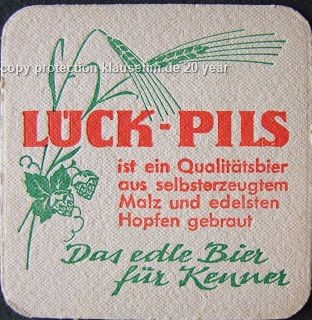 copy protection klausehm.de 20 year
LÜCK-PILS
ist ein Qualitätsbier
aus selbsterzeugtem
Malz und edelsten
Hopfen gebraut
Das edle Bier
für Kenner